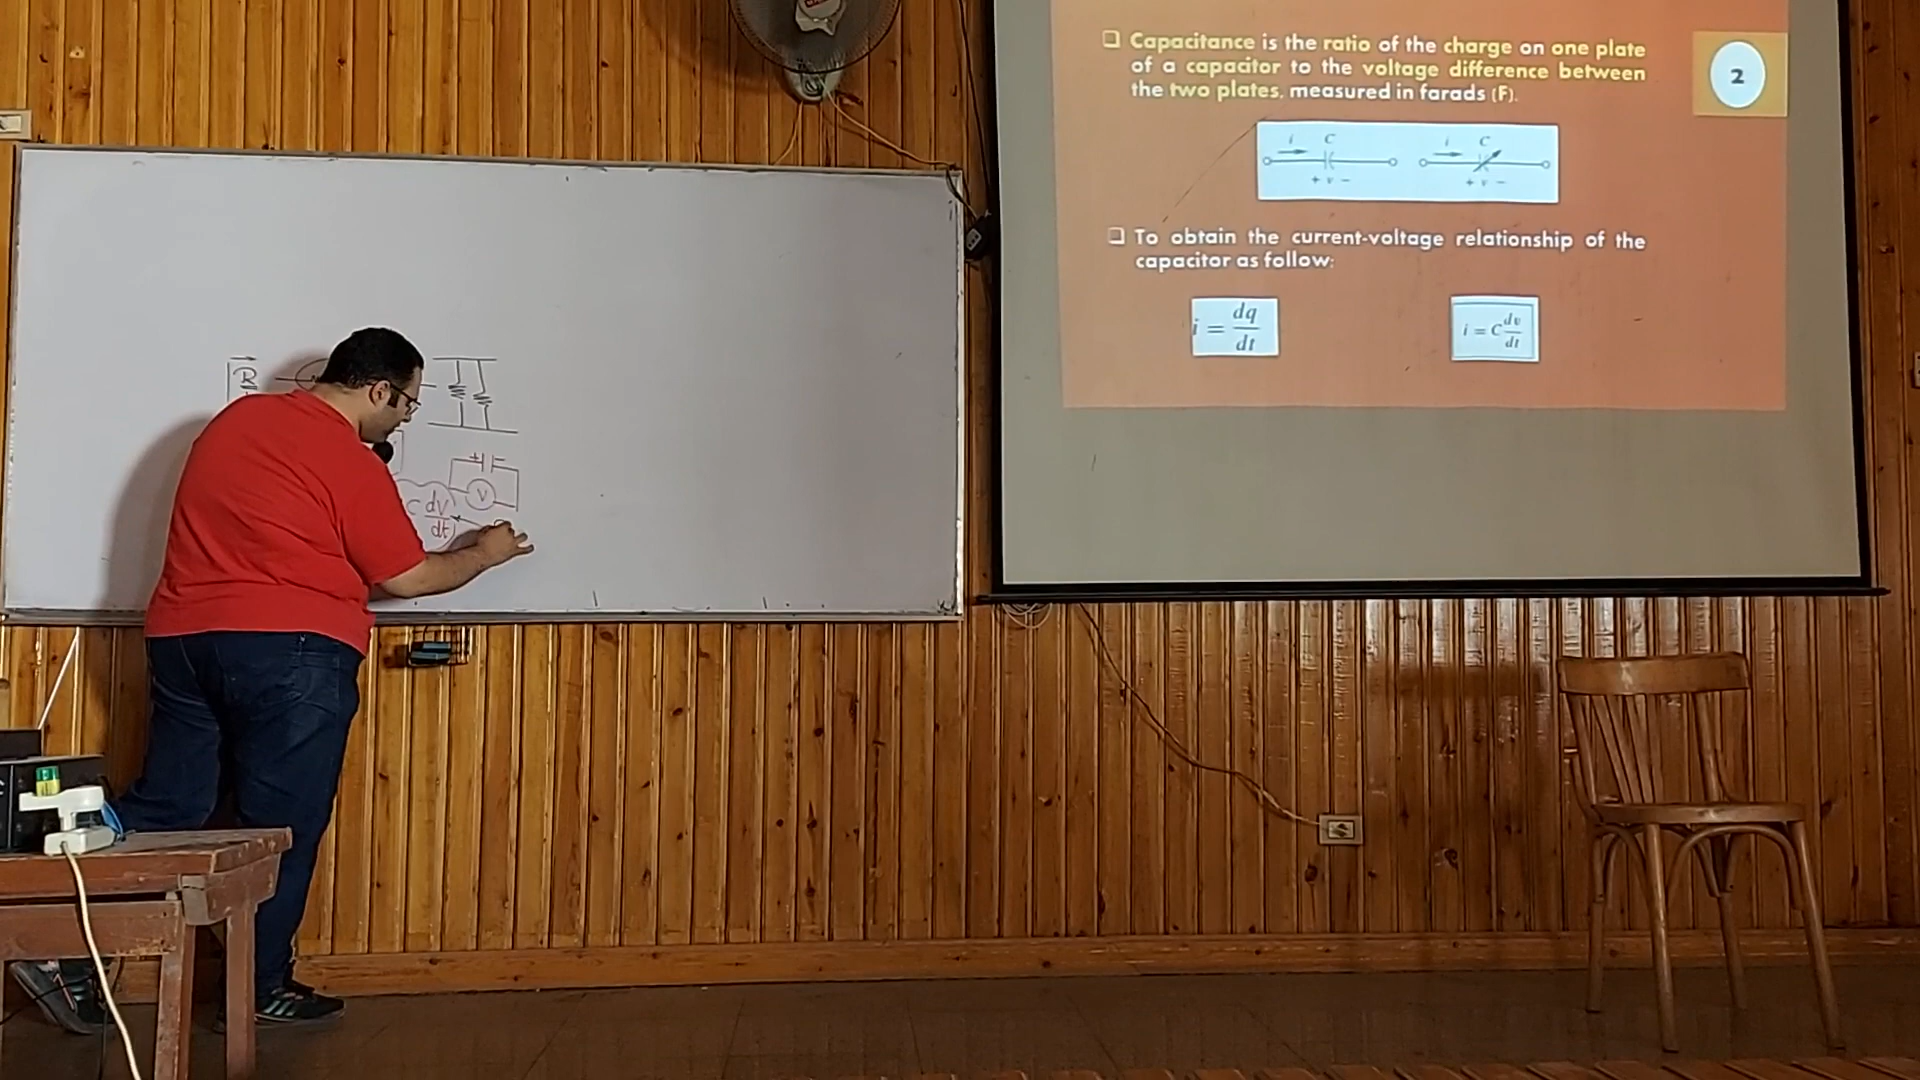 ❑ Capacitance is the ratio of the charge on one plate
of a capacitor to the voltage difference between
the two plates, measured in farads (F).
2
i C
+ v −
i C
+ v −
❑ To obtain the current-voltage relationship of the
capacitor as follow:
i = dq/dt
i = C dv/dt
R
+ −
V
C dV/dt